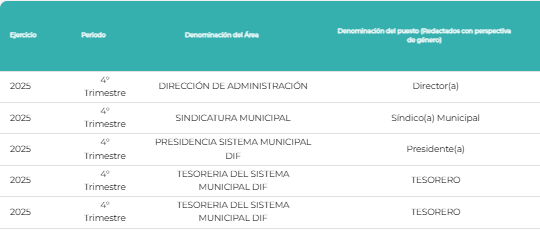 Ejercicio Periodo Denominación del Área Denominación del puesto (Redactados con perspectiva
de género)
2025 4° Trimestre DIRECCIÓN DE ADMINISTRACIÓN Director(a)
2025 4° Trimestre SINDICATURA MUNICIPAL Síndico(a) Municipal
2025 4° Trimestre PRESIDENCIA SISTEMA MUNICIPAL DIF Presidente(a)
2025 4° Trimestre TESORERIA DEL SISTEMA MUNICIPAL DIF TESORERO
2025 4° Trimestre TESORERIA DEL SISTEMA MUNICIPAL DIF TESORERO